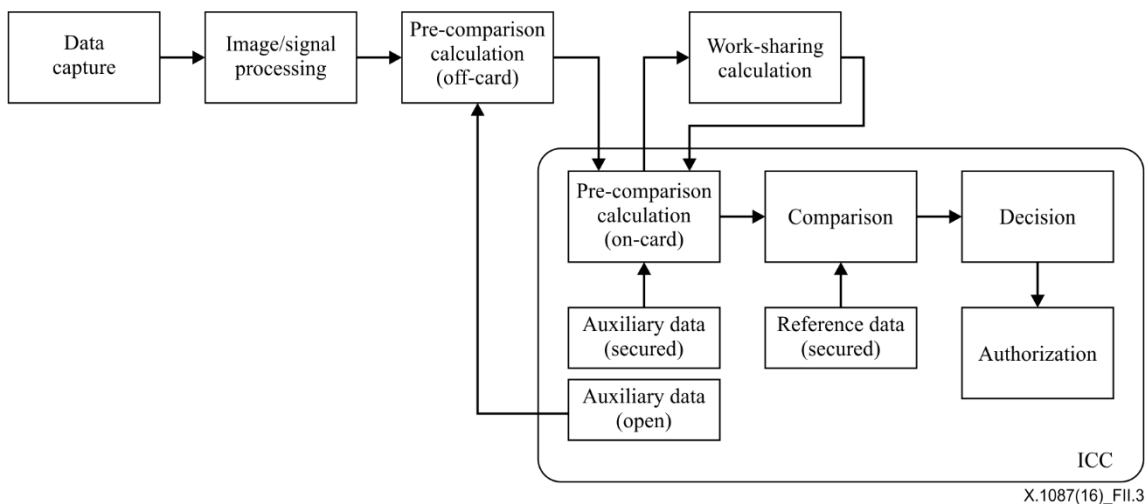 Data
capture
Image/signal
processing
Pre-comparison
calculation
(off-card)
Work-sharing
calculation
Pre-comparison
calculation
(on-card)
Comparison
Decision
Auxiliary data
(secured)
Reference data
(secured)
Authorization
Auxiliary data
(open)
ICC
X.1087(16)_FII.3